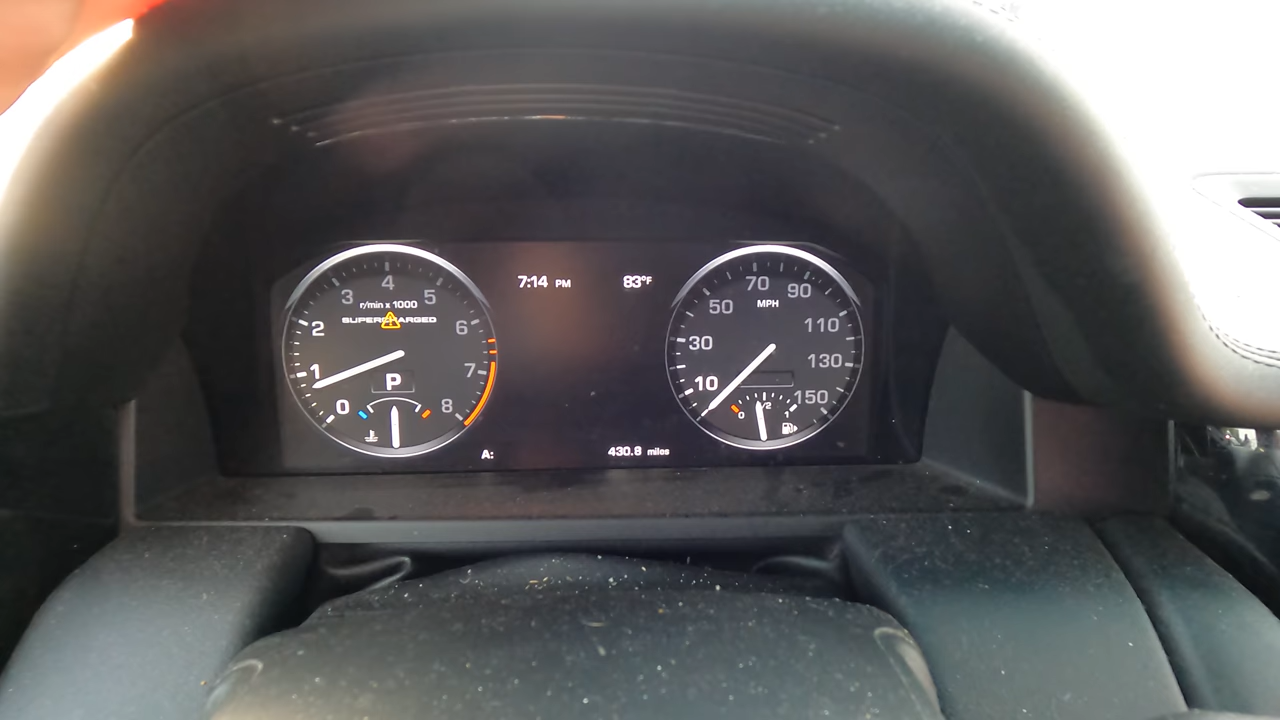 7:14 PM 83°F
0 1 2 3 4 5 6 7 8
r/min x 1000
SUPERCHARGED
P
10 30 50 70 90 110 130 150
MPH
0 1/2 1
A: 430.8 miles